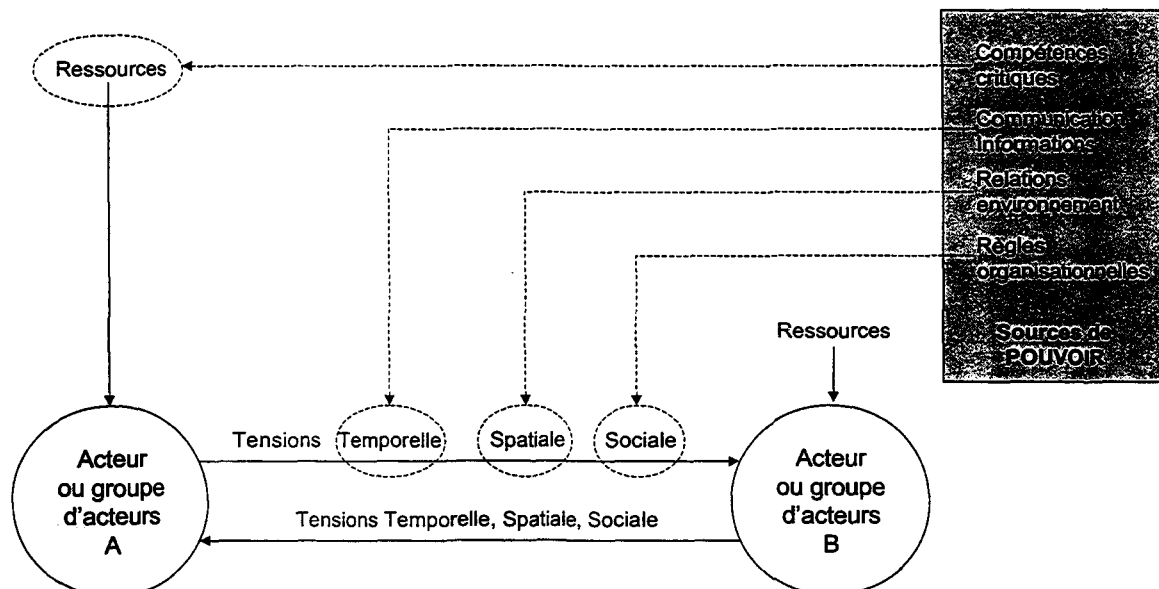 Ressources
Compétences
critiques
Communication
Informations
Relations
environnement
Règles
organisationnelles
Sources de
POUVOIR
Ressources
Tensions Temporelle Spatiale Sociale
Acteur
ou groupe
d'acteurs
A
Acteur
ou groupe
d'acteurs
B
Tensions Temporelle, Spatiale, Sociale